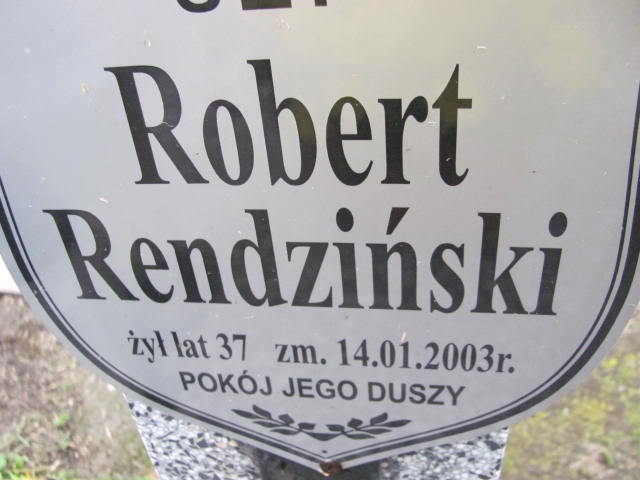 Robert
Rendziński
żył lat 37 zm. 14.01.2003r.
POKÓJ JEGO DUSZY